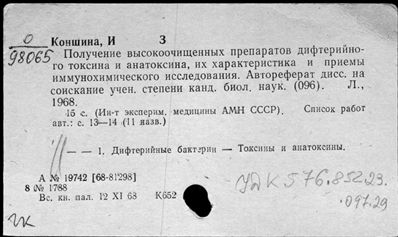 О
98065
Коншина, И 3
Получение высокоочищенных препаратов дифтерийно-
го токсина и анатоксина, их характеристика и приемы
иммунохимического исследования. Автореферат дисс. на
соискание учен. степени канд. биол. наук. (096). Л.,
1968.
15 с. (Ин-т эксперим. медицины АМН СССР). Список работ
авт.: с. 13—14 (11 назв.)
— — 1. Дифтерийные бактерии — Токсины и анатоксины.
А № 19742 [68-81298]
8 № 1788
Вс. кн. пал. 12 XI 68 К652
УДК 576.852.23.
.097.29
чк